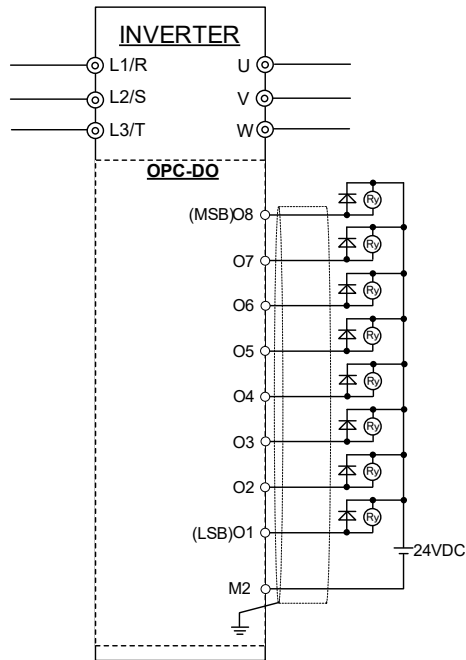 INVERTER
L1/R U
L2/S V
L3/T W
OPC-DO
(MSB)O8 Ry
O7 Ry
O6 Ry
O5 Ry
O4 Ry
O3 Ry
O2 Ry
(LSB)O1 Ry
24VDC
M2